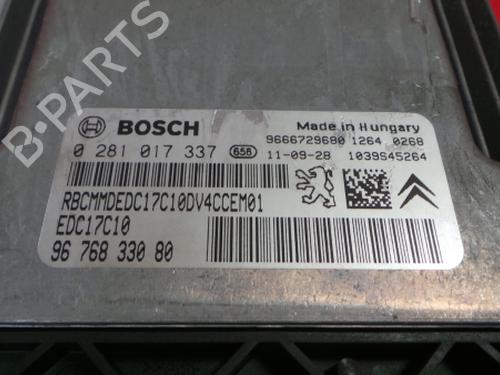 B-PARTS
BOSCH
Made in Hungary
0 281 017 337 65B
9666729680 1264 0268
11-09-28 1039S45264
RBCMMDEDC17C10DV4CCEM01
EDC17C10
96 768 330 80